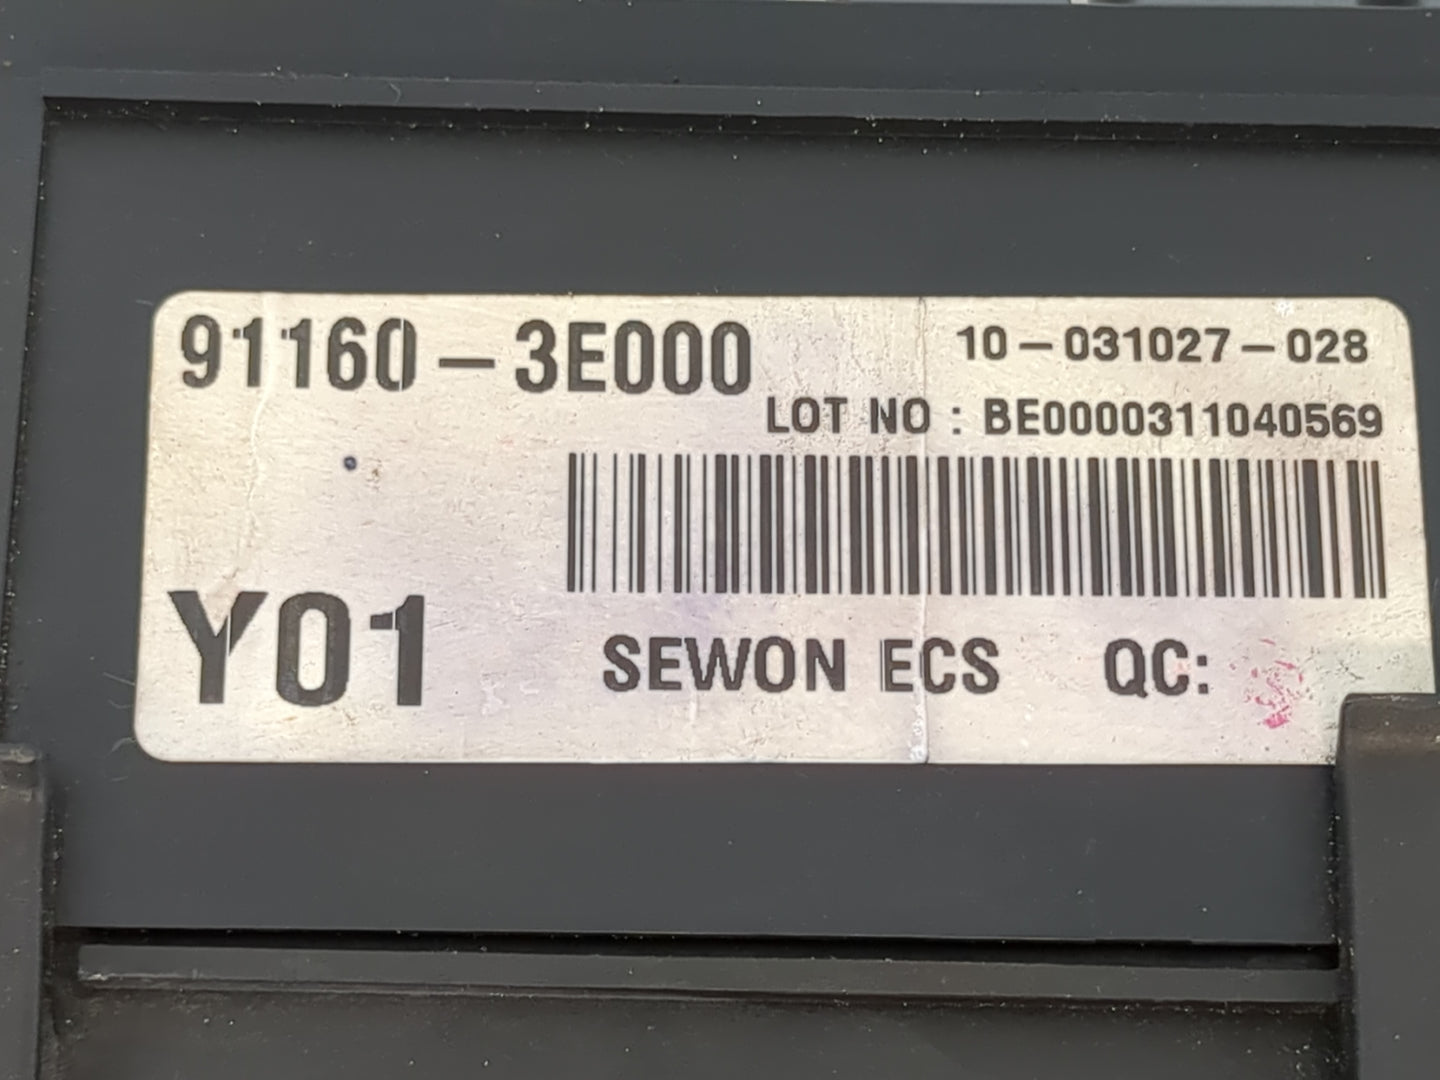 91160-3E000
10-031027-028
LOT NO : BE0000311040569
Y01
SEWON ECS QC: